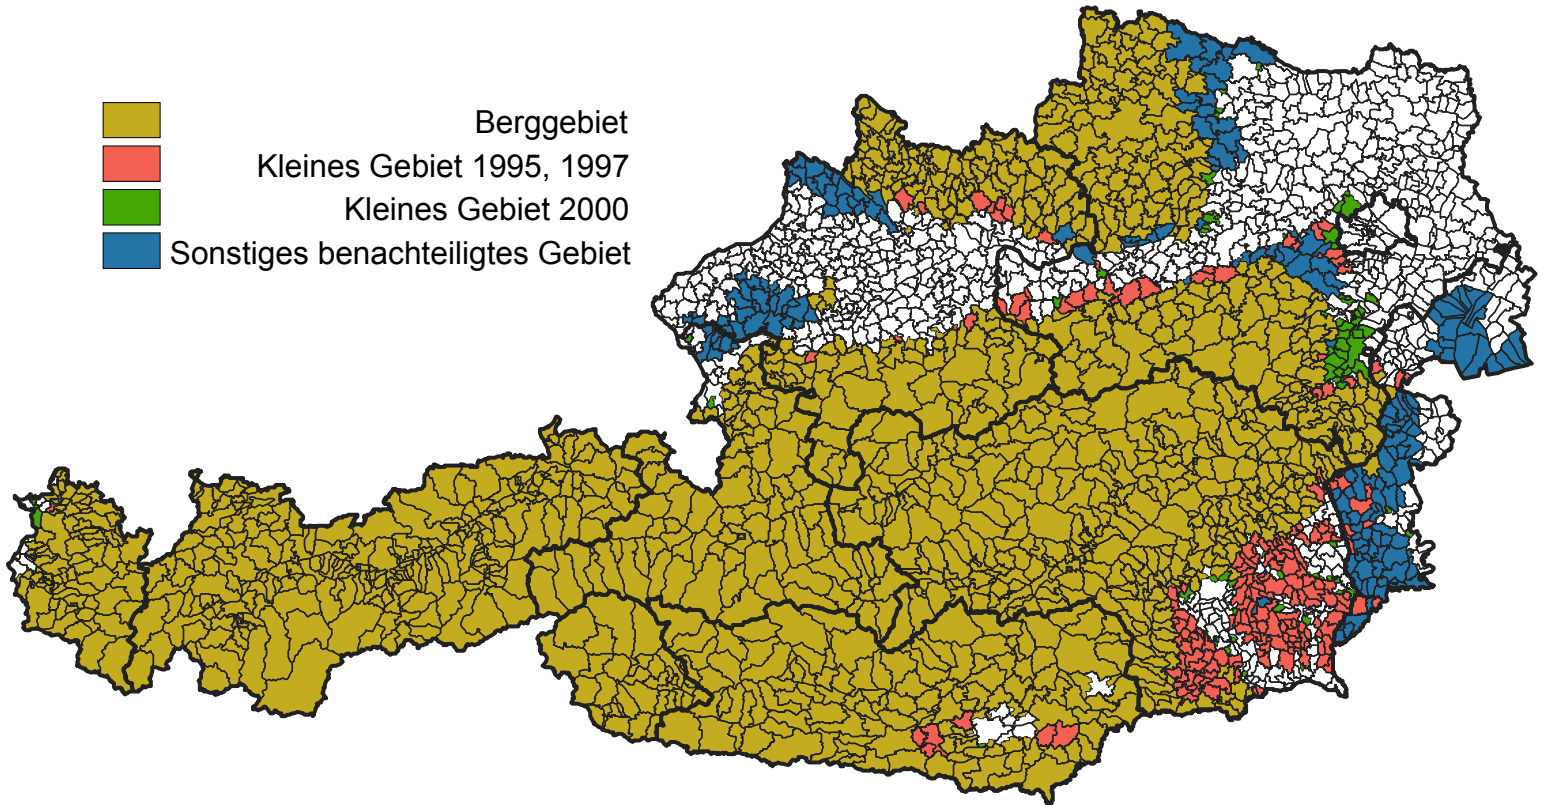 Berggebiet
Kleines Gebiet 1995, 1997
Kleines Gebiet 2000
Sonstiges benachteiligtes Gebiet